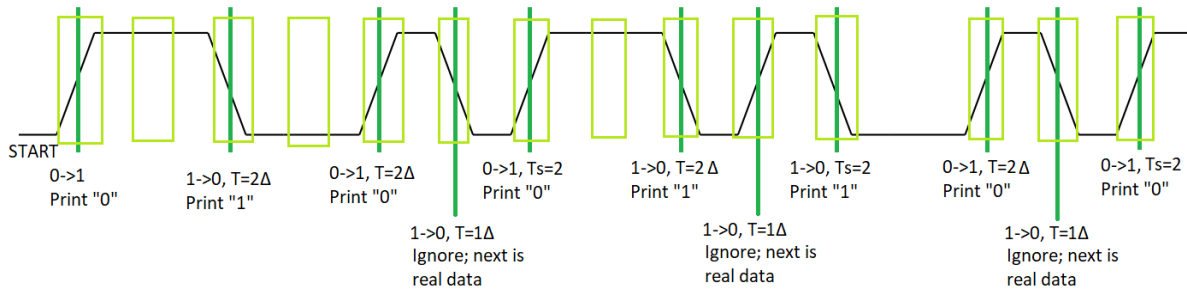 START
0->1
Print "0"
1->0, T=2Δ
Print "1"
0->1, T=2Δ
Print "0"
1->0, T=1Δ
Ignore; next is
real data
0->1, Ts=2
Print "0"
1->0, T=2Δ
Print "1"
1->0, T=1Δ
Ignore; next is
real data
1->0, Ts=2
Print "1"
0->1, T=2Δ
Print "0"
1->0, T=1Δ
Ignore; next is
real data
0->1, Ts=2
Print "0"